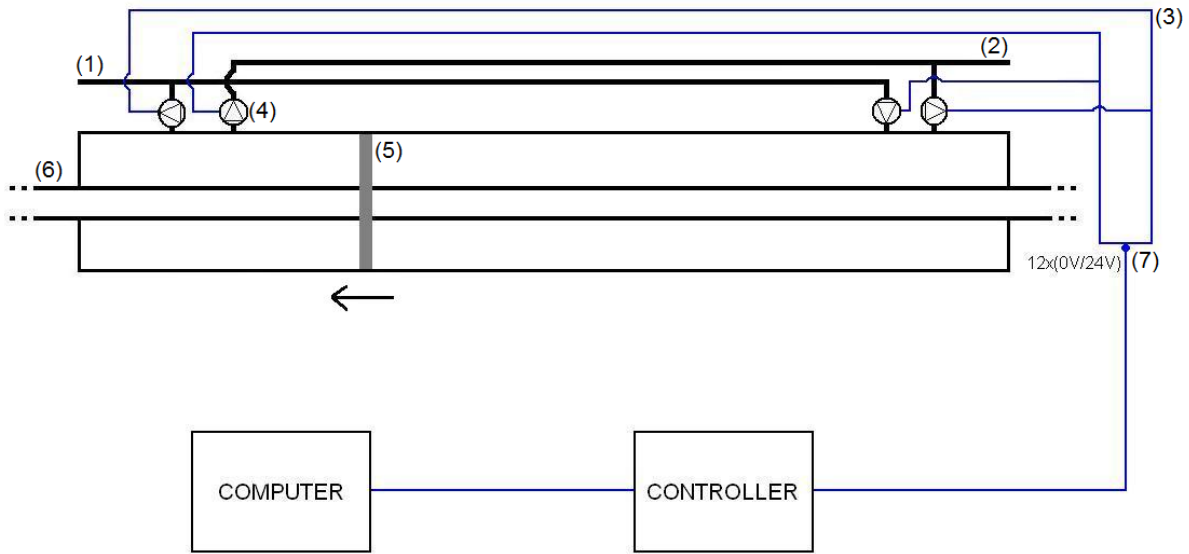 (3)
(2)
(1)
(4)
(5)
(6)
12x(0V/24V) (7)
COMPUTER
CONTROLLER